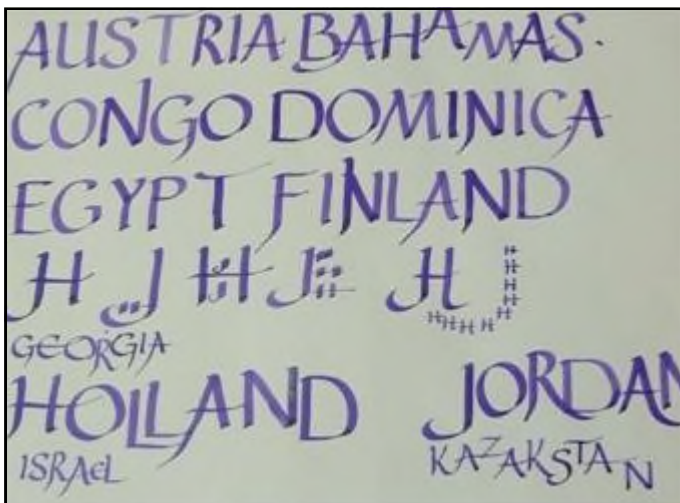 AUSTRIA BAHAMAS.
CONGO DOMINICA
EGYPT FINLAND
H J H J H
H H H H H H H H H H
GEORGIA
HOLLAND JORDAN
ISRAeL KAZAKSTAN